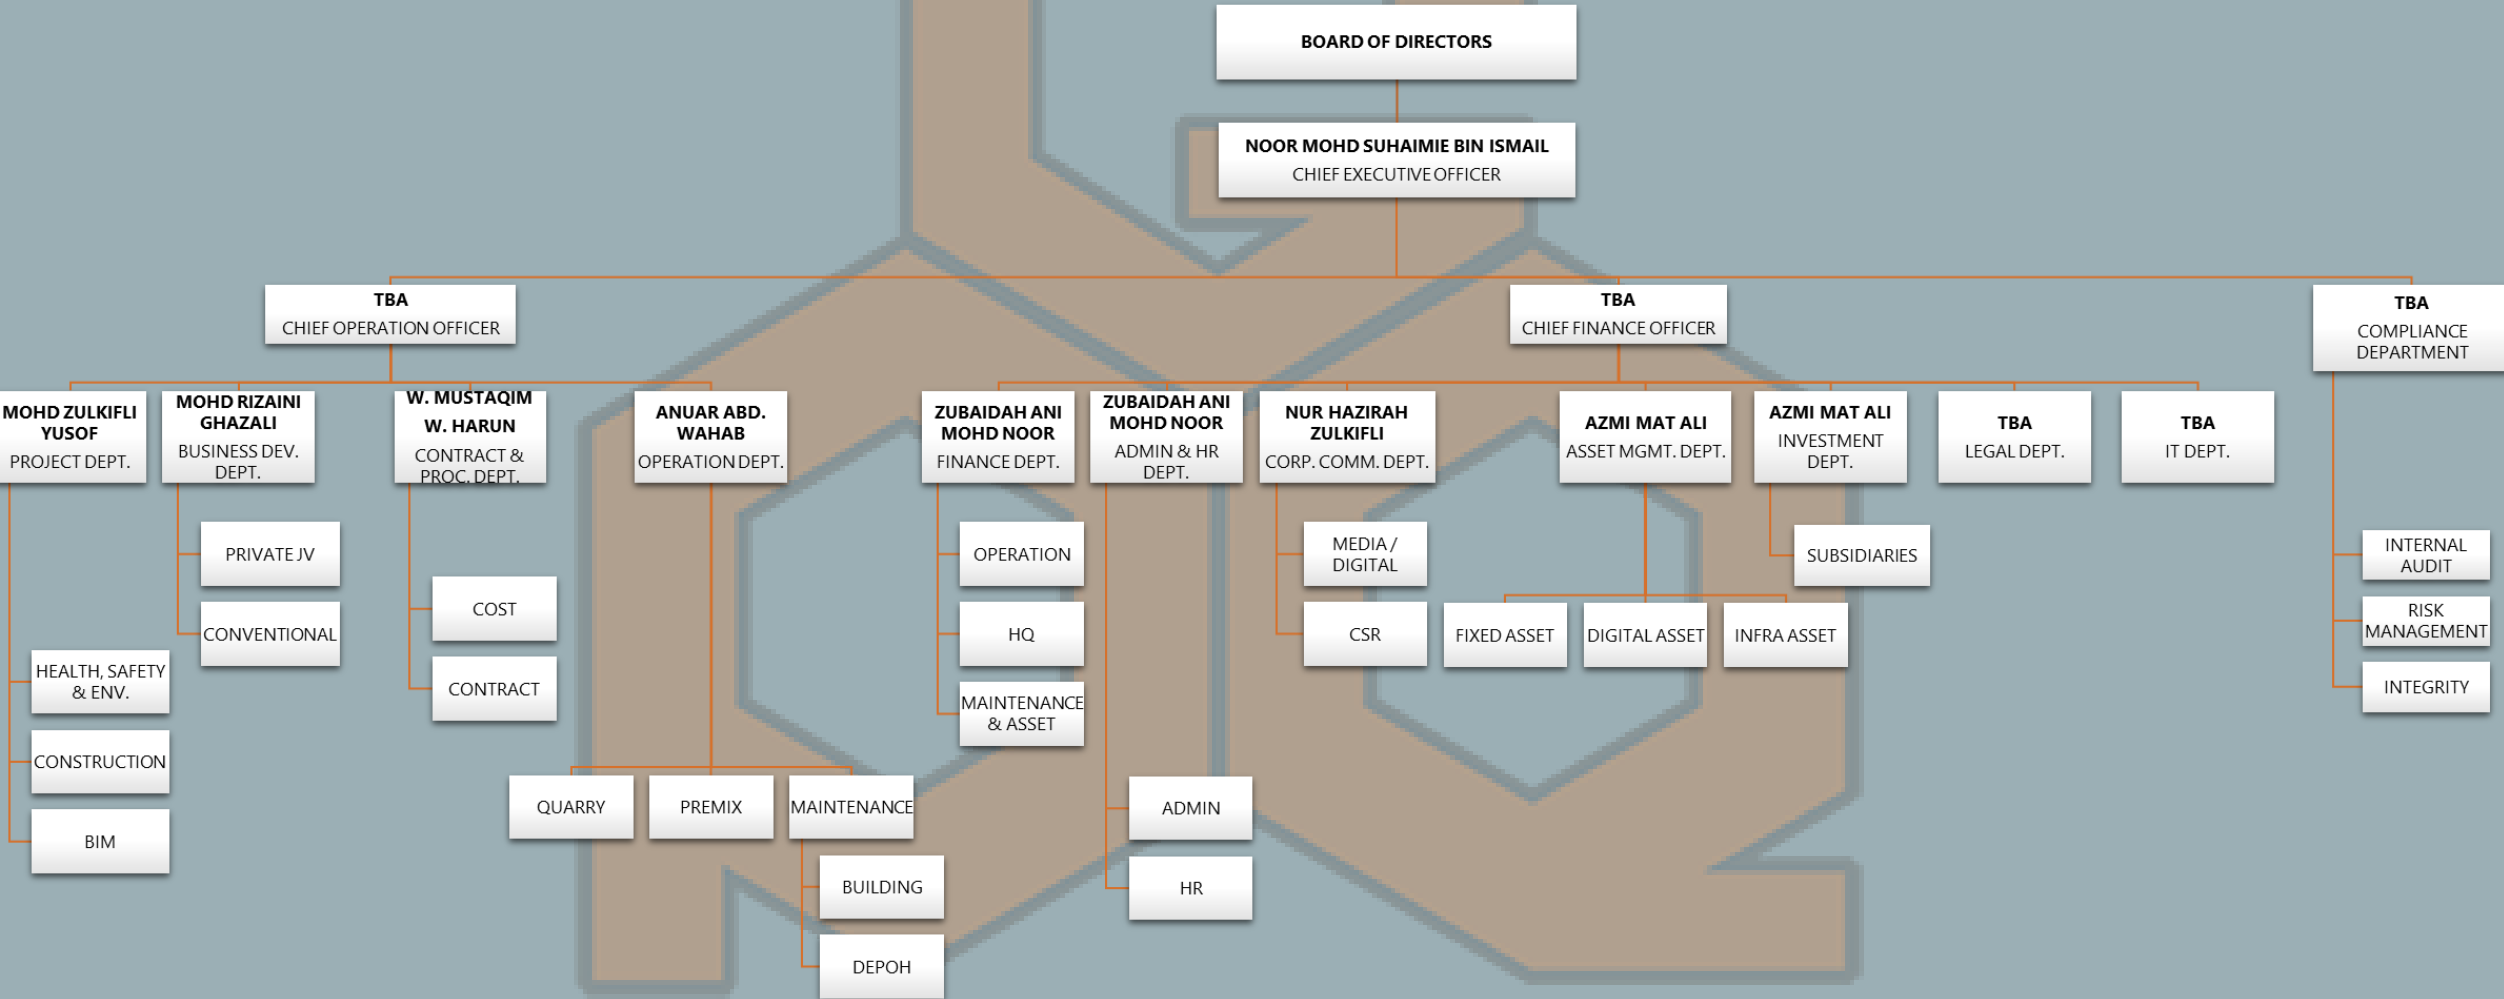 BOARD OF DIRECTORS
NOOR MOHD SUHAIMIE BIN ISMAIL
CHIEF EXECUTIVE OFFICER
TBA
CHIEF OPERATION OFFICER
TBA
CHIEF FINANCE OFFICER
TBA
COMPLIANCE
DEPARTMENT
MOHD ZULKIFLI
YUSOF
PROJECT DEPT.
MOHD RIZAINI
GHAZALI
BUSINESS DEV.
DEPT.
W. MUSTAQIM
W. HARUN
CONTRACT &
PROC. DEPT.
ANUAR ABD.
WAHAB
OPERATION DEPT.
ZUBAIDAH ANI
MOHD NOOR
FINANCE DEPT.
ZUBAIDAH ANI
MOHD NOOR
ADMIN & HR
DEPT.
NUR HAZIRAH
ZULKIFLI
CORP. COMM. DEPT.
AZMI MAT ALI
ASSET MGMT. DEPT.
AZMI MAT ALI
INVESTMENT
DEPT.
TBA
LEGAL DEPT.
TBA
IT DEPT.
HEALTH, SAFETY
& ENV.
CONSTRUCTION
BIM
PRIVATE JV
CONVENTIONAL
COST
CONTRACT
QUARRY
PREMIX
MAINTENANCE
BUILDING
DEPOH
OPERATION
HQ
MAINTENANCE
& ASSET
ADMIN
HR
MEDIA /
DIGITAL
CSR
FIXED ASSET
DIGITAL ASSET
INFRA ASSET
SUBSIDIARIES
INTERNAL
AUDIT
RISK
MANAGEMENT
INTEGRITY